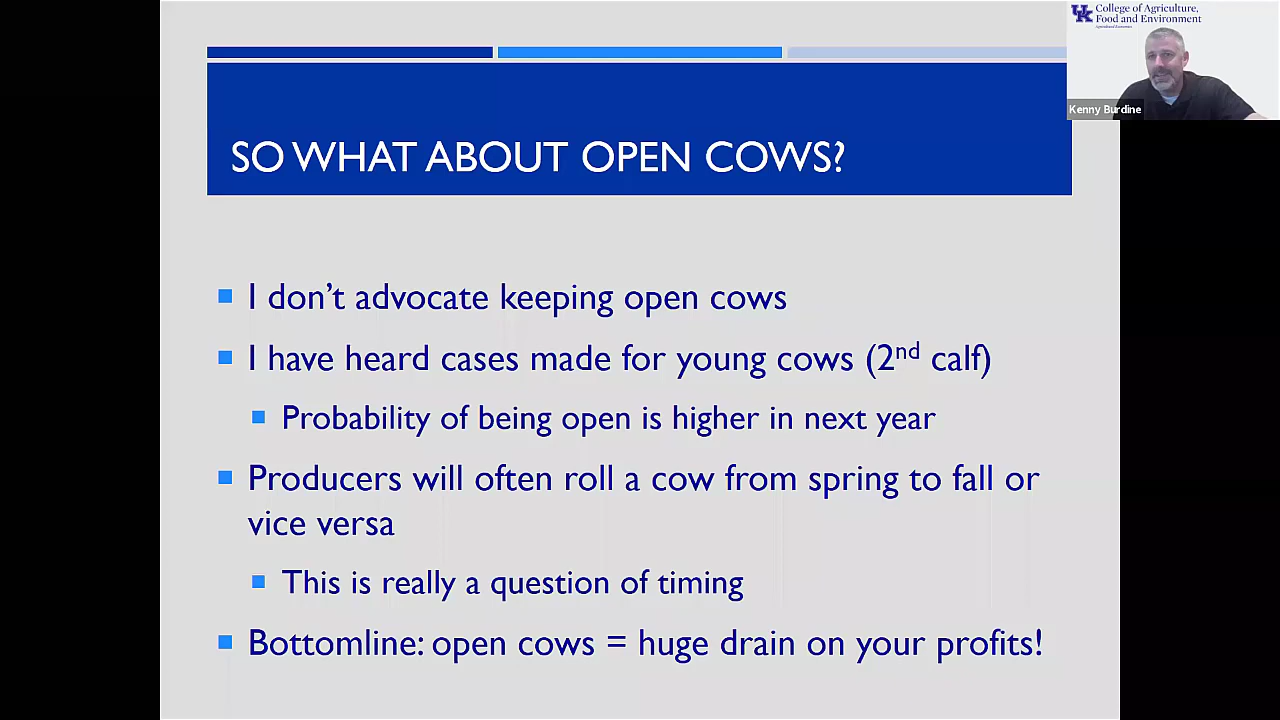 UK College of Agriculture,
Food and Environment
Agricultural Economics
Kenny Burdine
SO WHAT ABOUT OPEN COWS?
I don't advocate keeping open cows
I have heard cases made for young cows (2nd calf)
Probability of being open is higher in next year
Producers will often roll a cow from spring to fall or
vice versa
This is really a question of timing
Bottomline: open cows = huge drain on your profits!